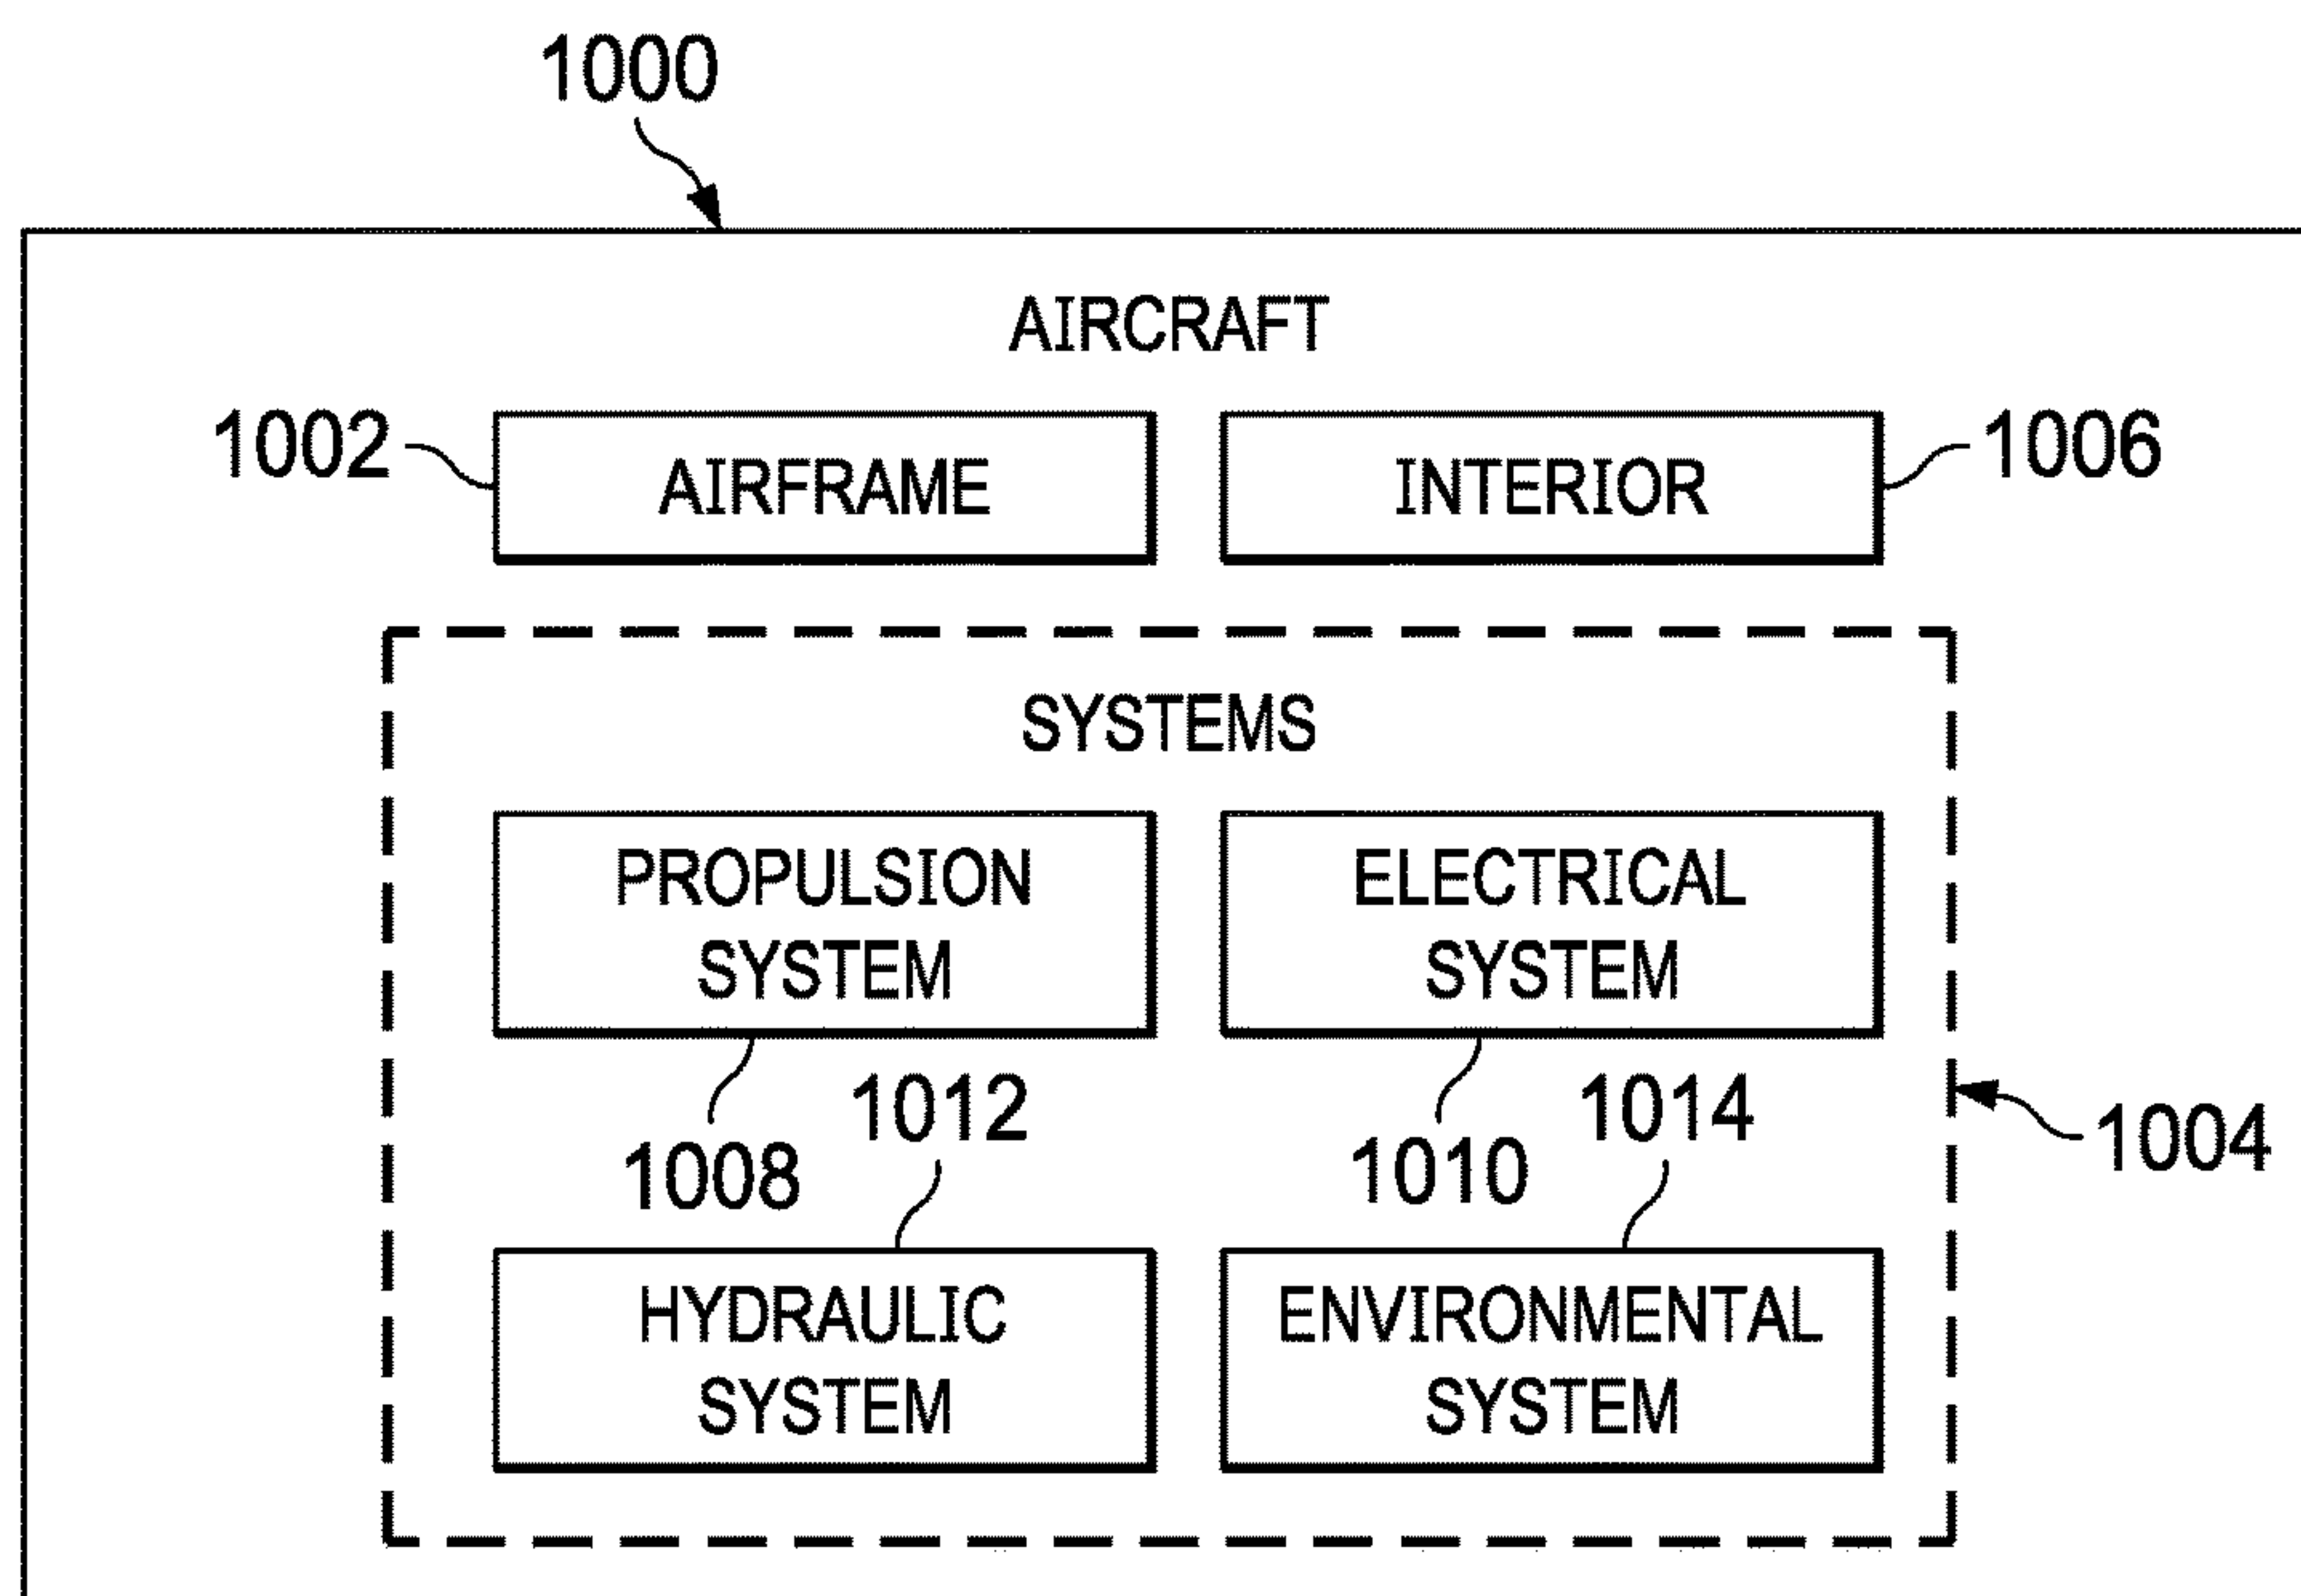 1000
AIRCRAFT
1002
AIRFRAME
INTERIOR
1006
SYSTEMS
PROPULSION
SYSTEM
ELECTRICAL
SYSTEM
1008
1012
1010
1014
1004
HYDRAULIC
SYSTEM
ENVIRONMENTAL
SYSTEM